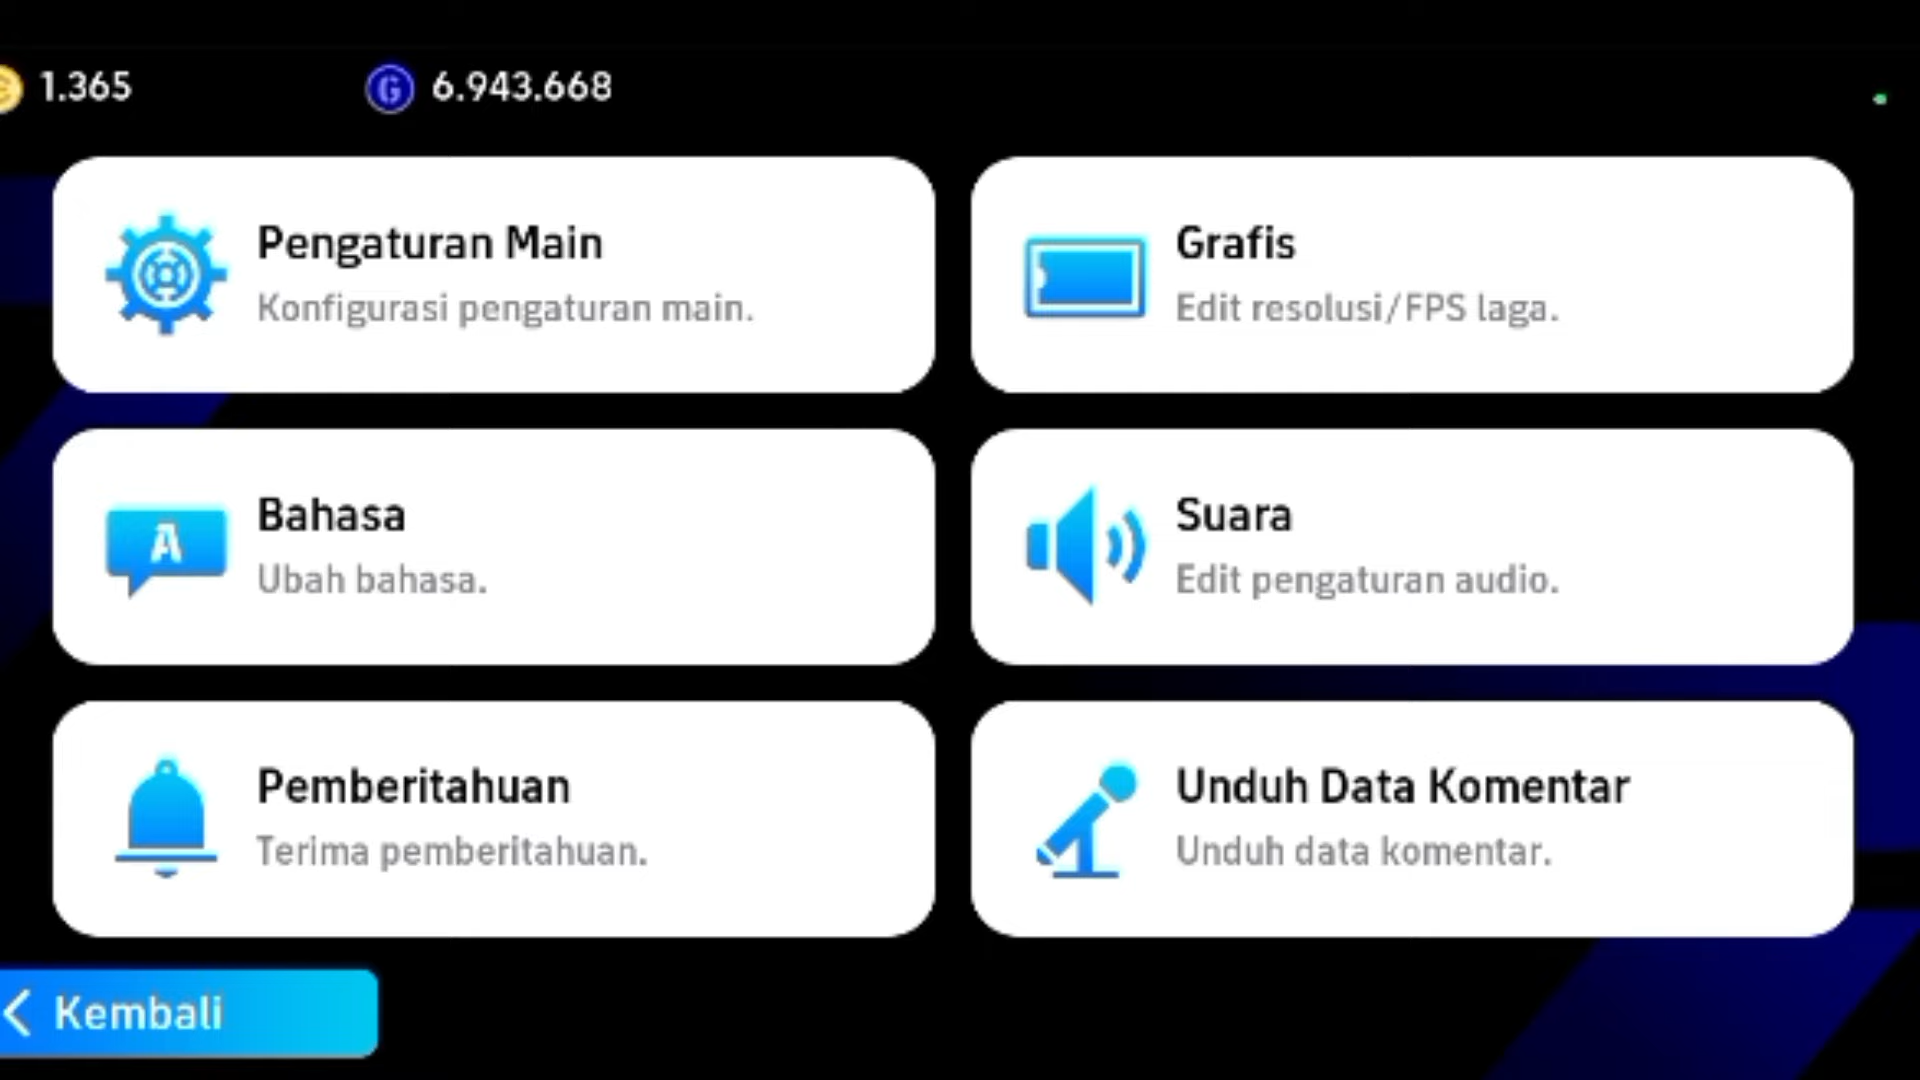 1.365
6.943.668
Pengaturan Main
Konfigurasi pengaturan main.
Grafis
Edit resolusi/FPS laga.
A
Bahasa
Ubah bahasa.
Suara
Edit pengaturan audio.
Pemberitahuan
Terima pemberitahuan.
Unduh Data Komentar
Unduh data komentar.
Kembali